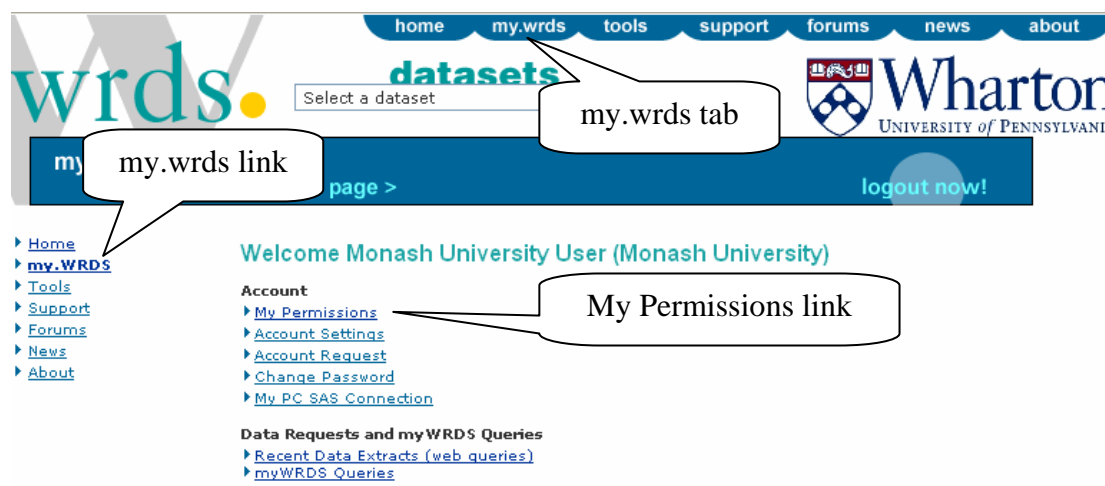 home my.wrds tools support forums news about
wrds.
datasets
Select a dataset
my.wrds tab
Wharton
UNIVERSITY of PENNSYLVANI
my.wrds link
my
page >
logout now!
Home
my.WRDS
Tools
Support
Forums
News
About
Welcome Monash University User (Monash University)
Account
My Permissions
My Permissions link
Account Settings
Account Request
Change Password
My PC SAS Connection
Data Requests and myWRDS Queries
Recent Data Extracts (web queries)
myWRDS Queries